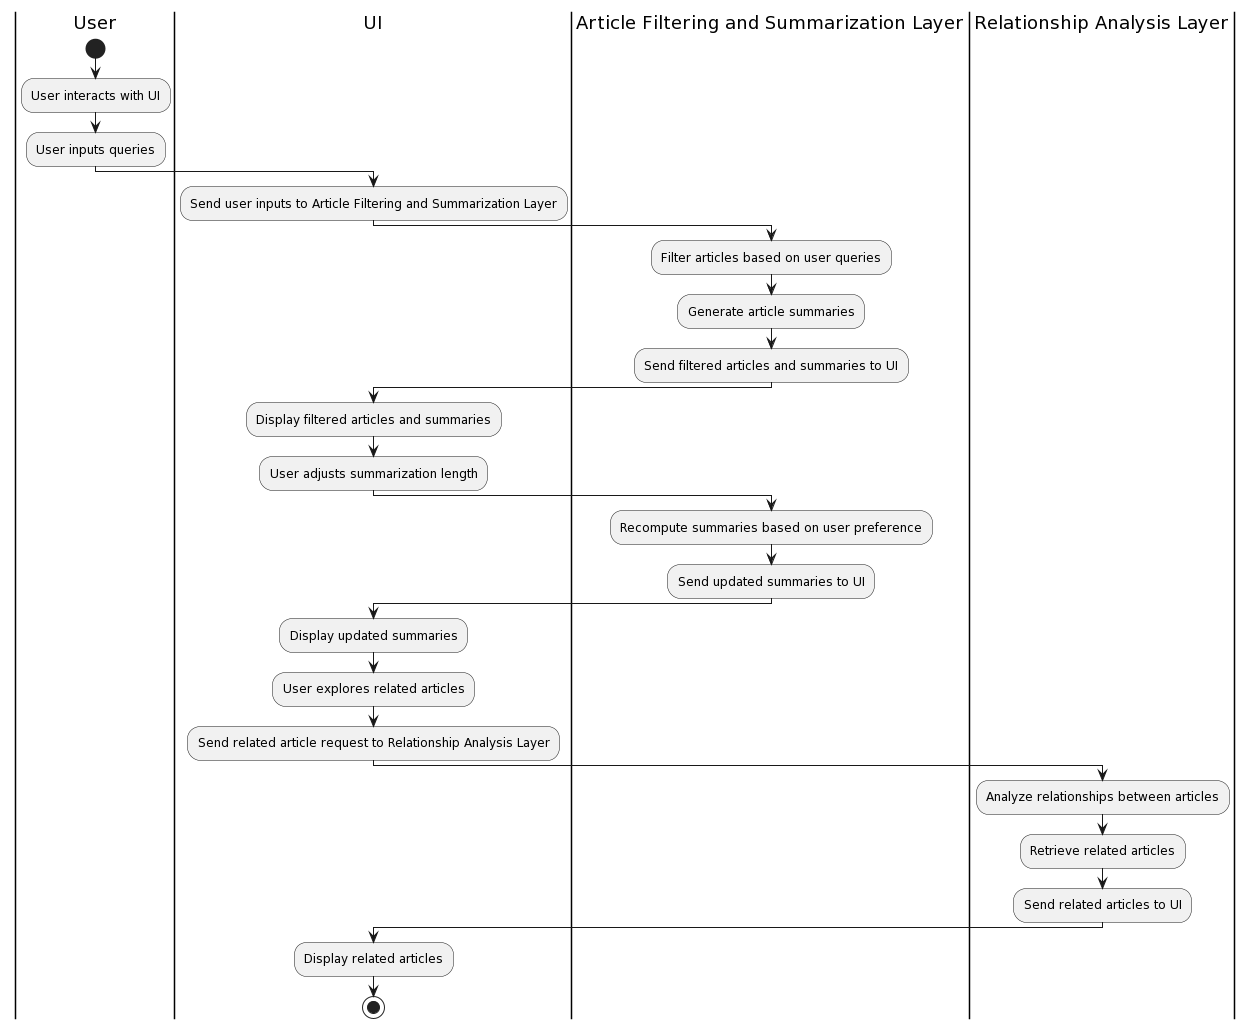 User
UI
Article Filtering and Summarization Layer
Relationship Analysis Layer
User interacts with UI
User inputs queries
Send user inputs to Article Filtering and Summarization Layer
Filter articles based on user queries
Generate article summaries
Send filtered articles and summaries to UI
Display filtered articles and summaries
User adjusts summarization length
Recompute summaries based on user preference
Send updated summaries to UI
Display updated summaries
User explores related articles
Send related article request to Relationship Analysis Layer
Analyze relationships between articles
Retrieve related articles
Send related articles to UI
Display related articles